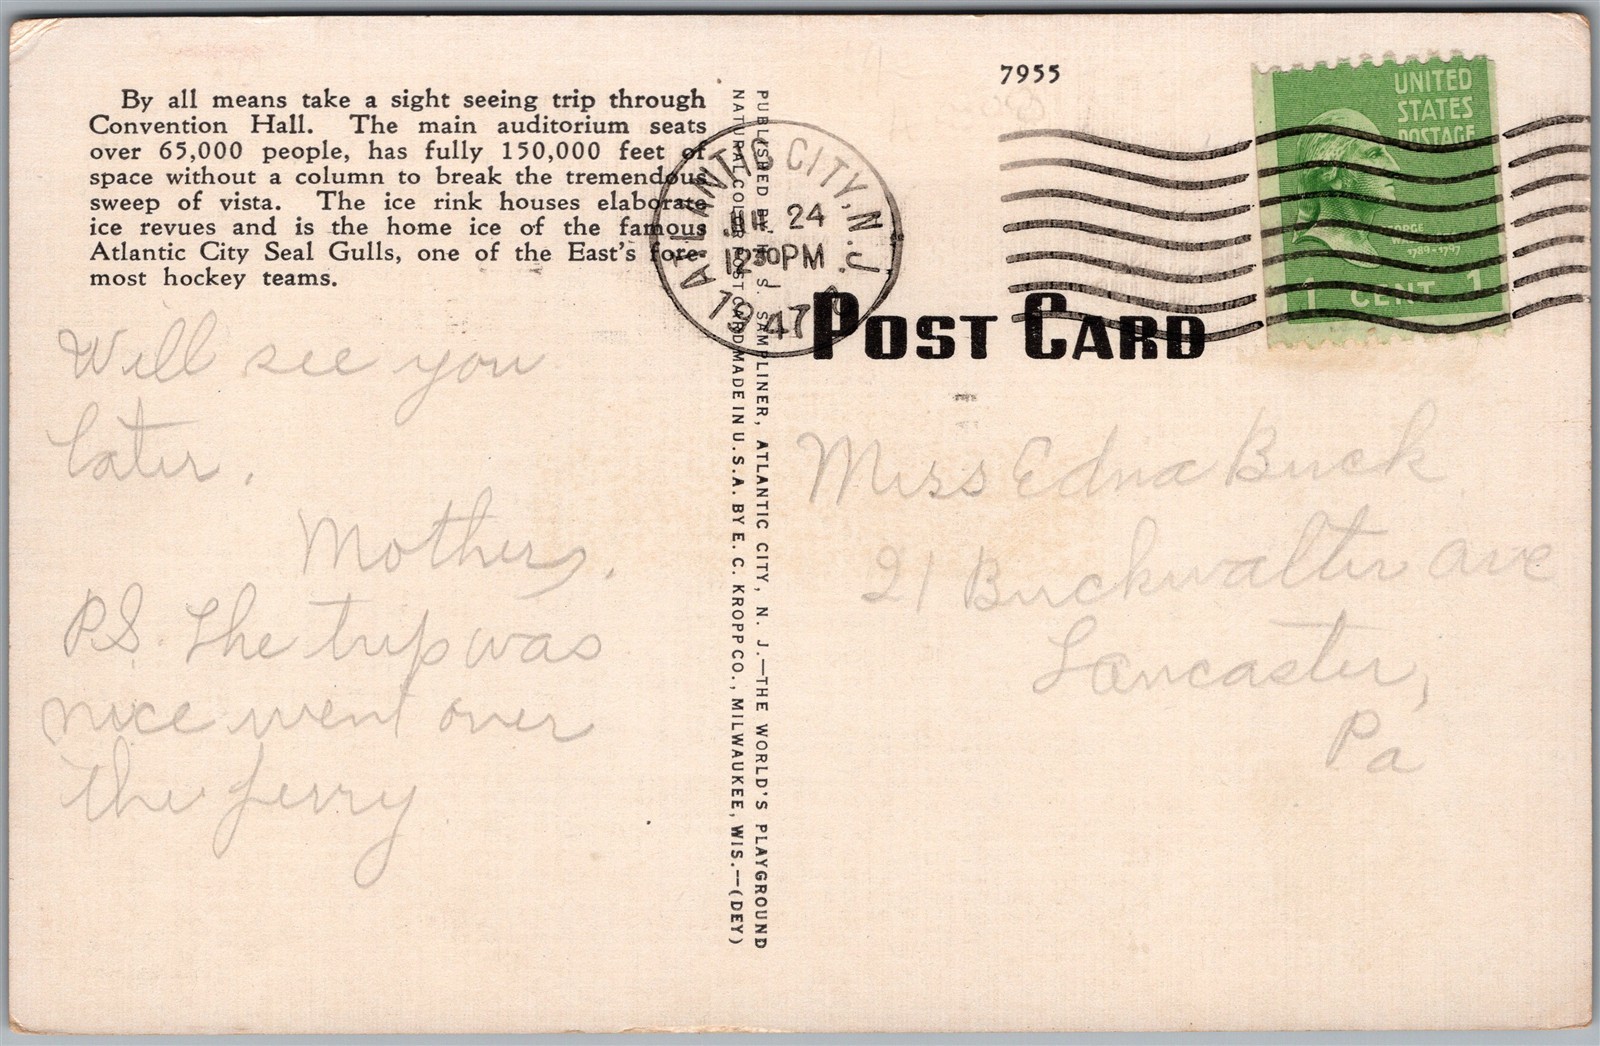 By all means take a sight seeing trip through
Convention Hall. The main auditorium seats
over 65,000 people, has fully 150,000 feet of
space without a column to break the tremendous
sweep of vista. The ice rink houses elaborate
ice revues and is the home ice of the famous
Atlantic City Seal Gulls, one of the East's fore-
most hockey teams.
Will see you
later.
Mother,
P.S. The trip was
nice went over
the ferry
PUBLISHED BY H. S. SAMPLINER, ATLANTIC CITY, N. J.—THE WORLD'S PLAYGROUND
NATURAL COLOR POST CARD MADE IN U.S.A. BY E. C. KROPP CO., MILWAUKEE, WIS.—(DEY)
ATLANTIC CITY, N.J.
JUL 24
1230PM
1947
7955
UNITED
STATES
POSTAGE
GEORGE
1 CENT 1
POST CARD
Miss Edna Buck
21 Buckwalter Ave
Lancaster,
Pa